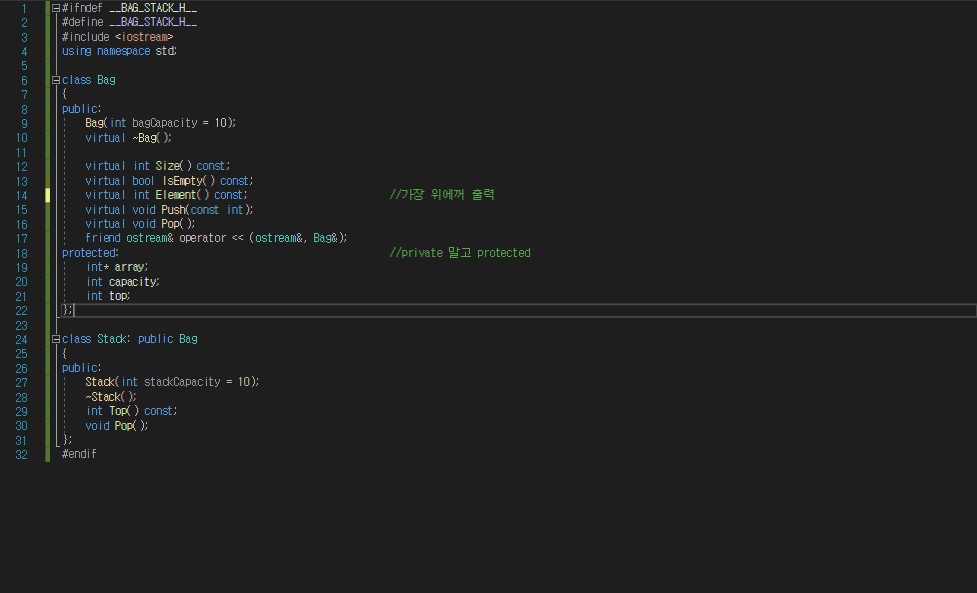 1 #ifndef __BAG_STACK_H__
2 #define __BAG_STACK_H__
3 #include <iostream>
4 using namespace std;
5
6 class Bag
7 {
8 public:
9 Bag(int bagCapacity = 10);
10 virtual ~Bag();
11
12 virtual int Size() const;
13 virtual bool IsEmpty() const;
14 virtual int Element() const; //가장 위에꺼 출력
15 virtual void Push(const int);
16 virtual void Pop();
17 friend ostream& operator << (ostream&, Bag&);
18 protected: //private 말고 protected
19 int* array;
20 int capacity;
21 int top;
22 };
23
24 class Stack: public Bag
25 {
26 public:
27 Stack(int stackCapacity = 10);
28 ~Stack();
29 int Top() const;
30 void Pop();
31 };
32 #endif